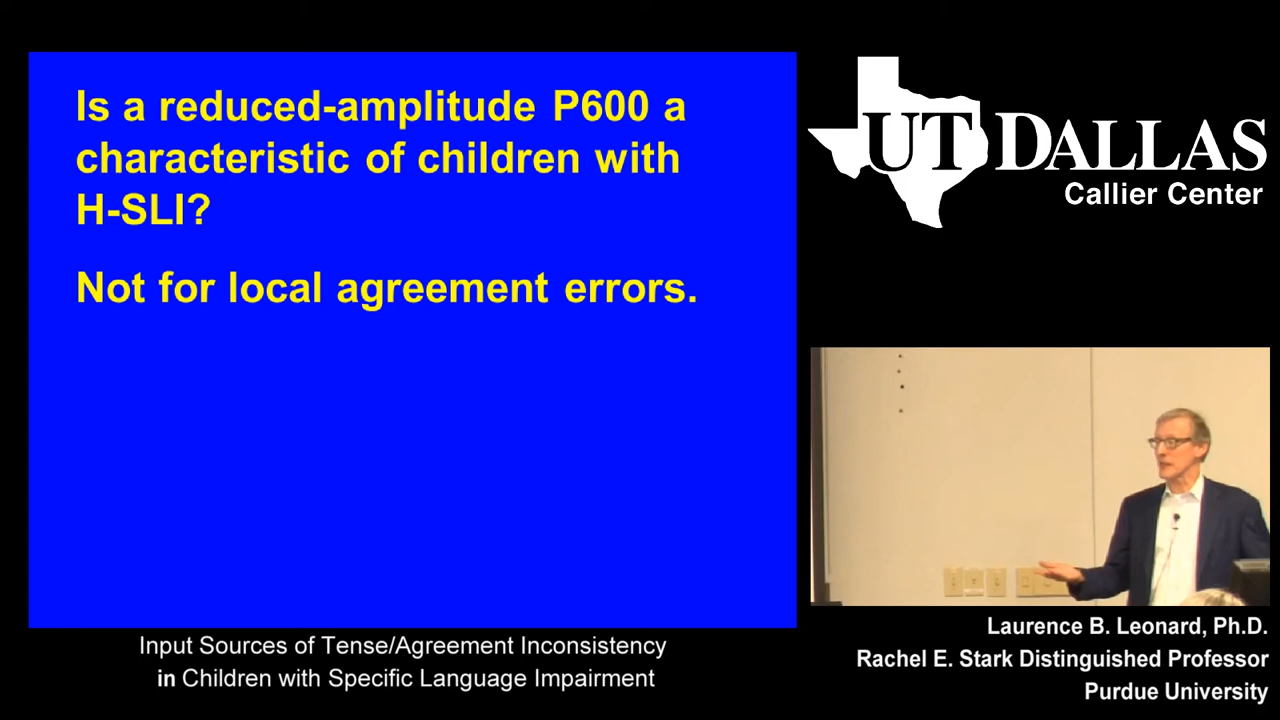 Is a reduced-amplitude P600 a
characteristic of children with
H-SLI?
Not for local agreement errors.
UT DALLAS
Callier Center
Input Sources of Tense/Agreement Inconsistency
in Children with Specific Language Impairment
Laurence B. Leonard, Ph.D.
Rachel E. Stark Distinguished Professor
Purdue University